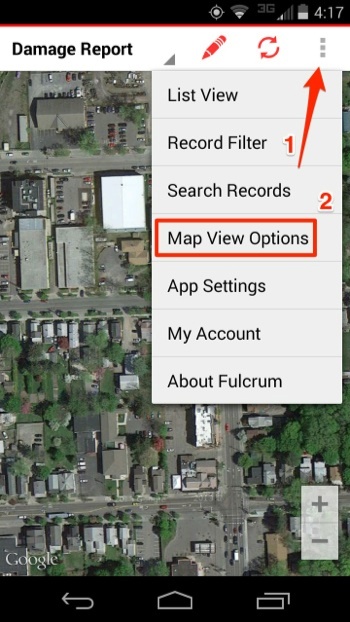 3G 4:17
Damage Report
List View
1
Record Filter
Search Records
2
Map View Options
App Settings
My Account
About Fulcrum
+
−
Google